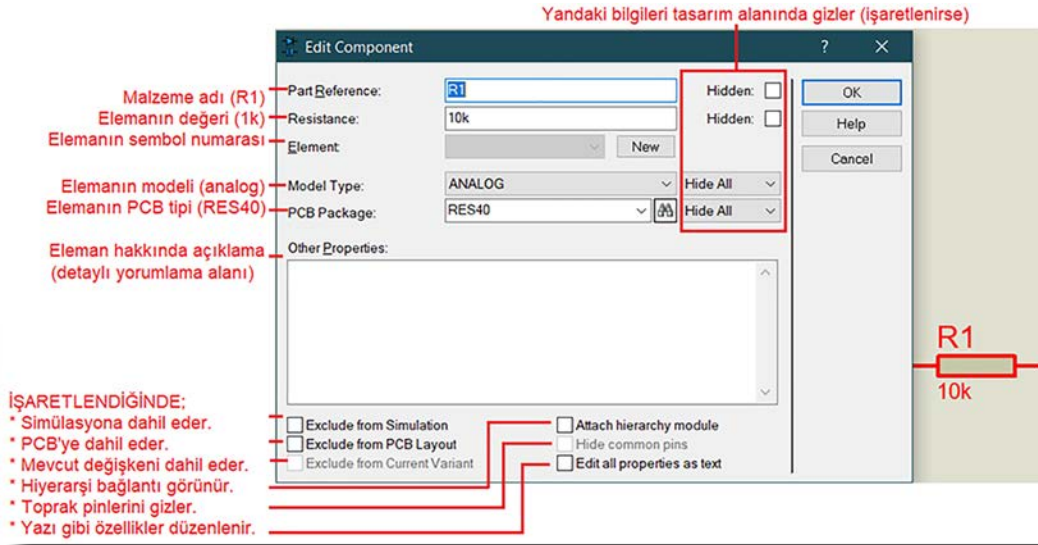 Yandaki bilgileri tasarım alanında gizler (işaretlenirse)
Edit Component ? ×
Malzeme adı (R1) Part Reference: R1 Hidden: OK
Elemanın değeri (1k) Resistance: 10k Hidden: Help
Elemanın sembol numarası Element: New Cancel
Elemanın modeli (analog) Model Type: ANALOG Hide All
Elemanın PCB tipi (RES40) PCB Package: RES40 Hide All
Eleman hakkında açıklama Other Properties:
(detaylı yorumlama alanı)
R1
10k
İŞARETLENDİĞİNDE;
* Simülasyona dahil eder. Exclude from Simulation Attach hierarchy module
* PCB'ye dahil eder. Exclude from PCB Layout Hide common pins
* Mevcut değişkeni dahil eder. Exclude from Current Variant Edit all properties as text
* Hiyerarşi bağlantı görünür.
* Toprak pinlerini gizler.
* Yazı gibi özellikler düzenlenir.